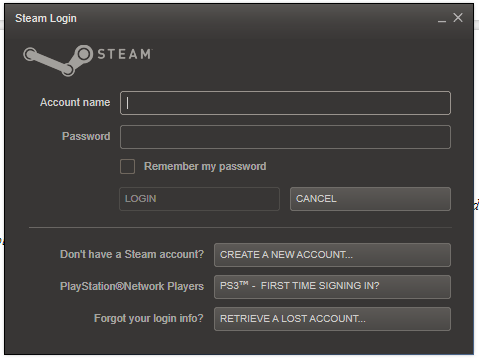 Steam Login
STEAM
Account name
Password
Remember my password
LOGIN CANCEL
Don't have a Steam account? CREATE A NEW ACCOUNT...
PlayStation®Network Players PS3™ - FIRST TIME SIGNING IN?
Forgot your login info? RETRIEVE A LOST ACCOUNT...